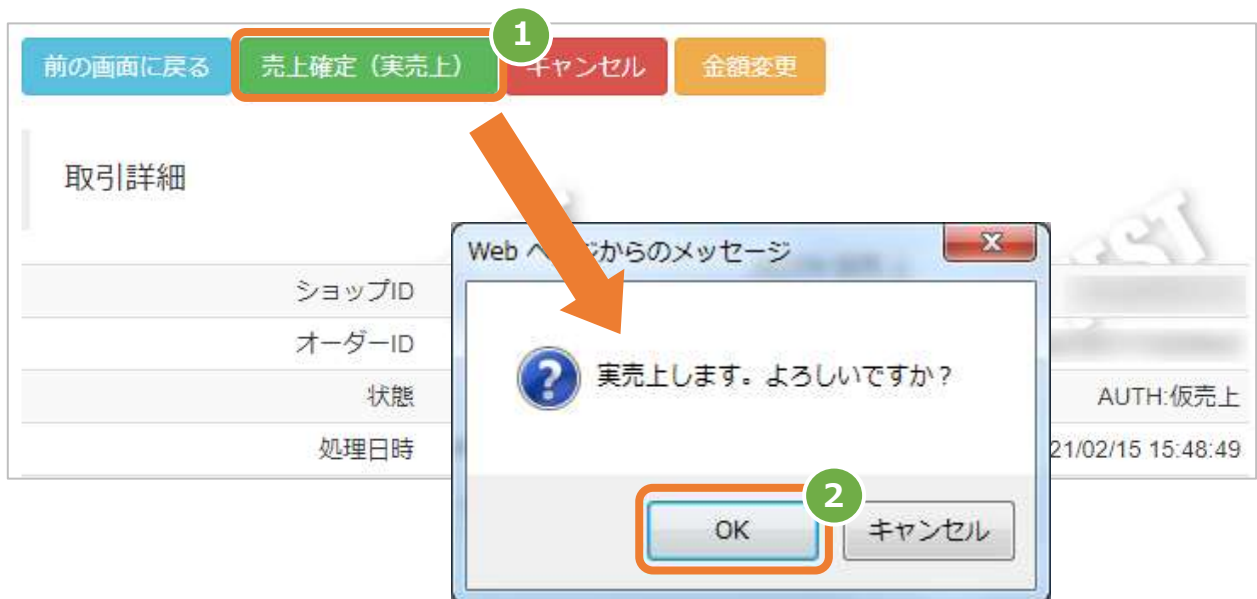 1
前の画面に戻る 売上確定（実売上） キャンセル 金額変更
取引詳細
Web ページからのメッセージ
ショップID
オーダーID
実売上します。よろしいですか？
状態 AUTH:仮売上
処理日時 21/02/15 15:48:49
2
OK キャンセル